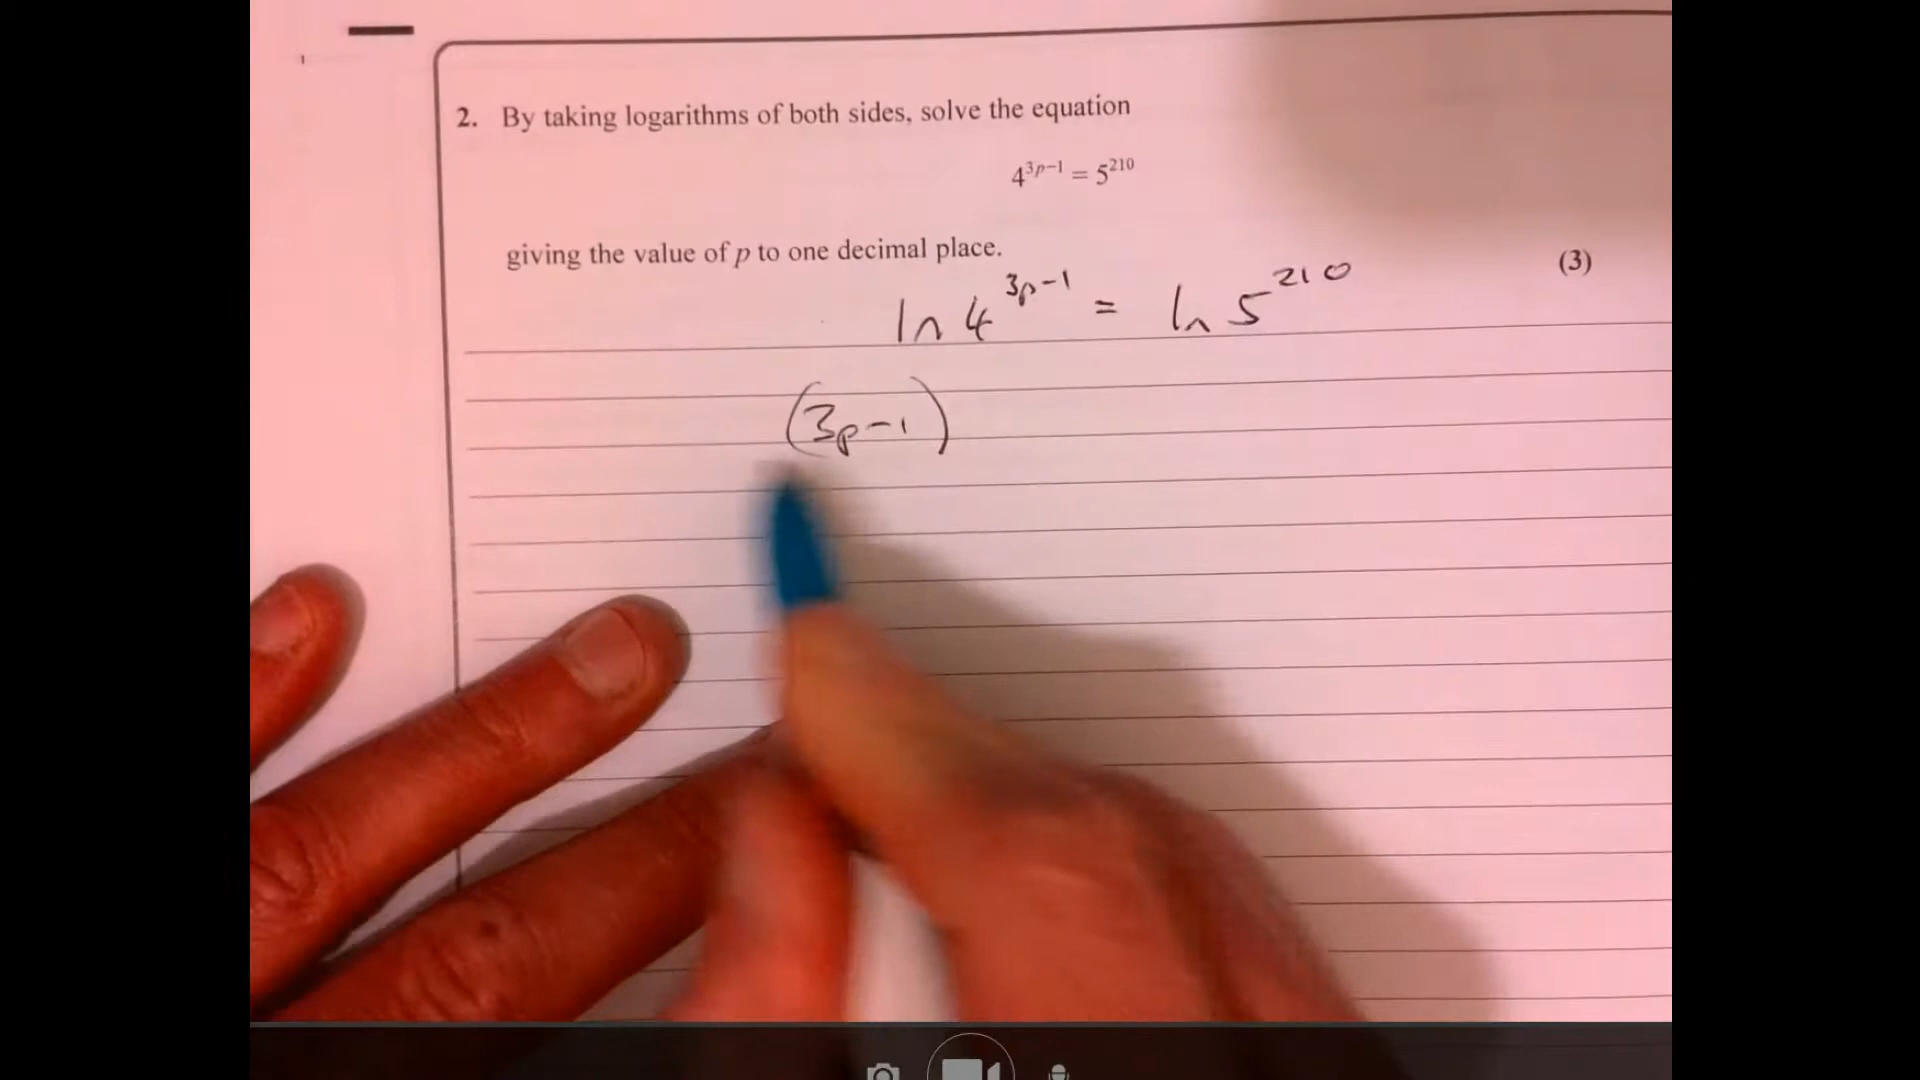 2. By taking logarithms of both sides, solve the equation
4^{3p−1} = 5^{210}
giving the value of p to one decimal place.
(3)
ln 4^{3p−1} = ln 5^{210}
(3p−1)